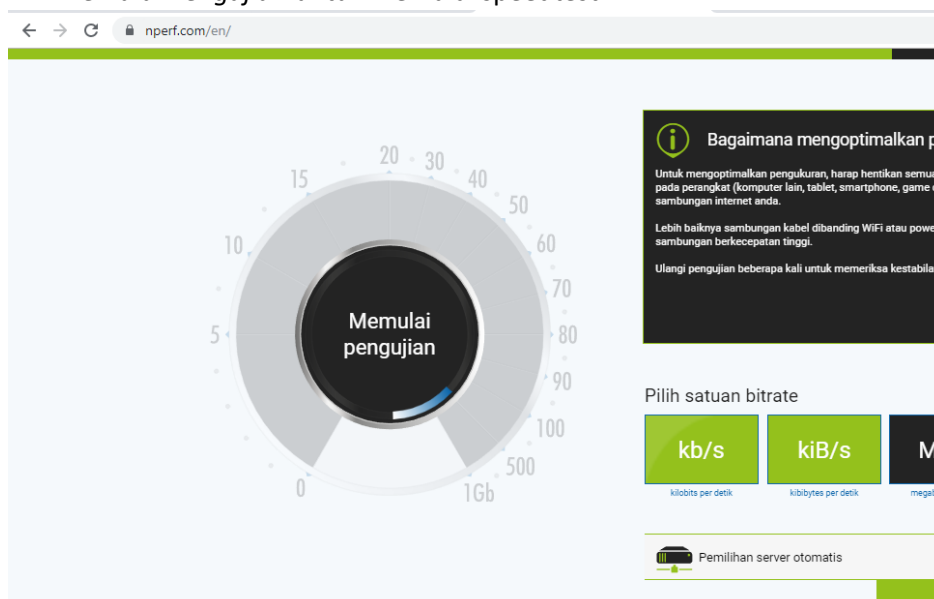 nperf.com/en/
20
30
15
40
50
10
60
70
5
80
90
100
0
500
1Gb
Memulai
pengujian
Bagaimana mengoptimalkan
Untuk mengoptimalkan pengukuran, harap hentikan semua
pada perangkat (komputer lain, tablet, smartphone, game
sambungan internet anda.
Lebih baiknya sambungan kabel dibanding WiFi atau
sambungan berkecepatan tinggi.
Ulangi pengujian beberapa kali untuk memeriksa
Pilih satuan bitrate
kb/s
kiB/s
M
kilobits per detik
kibibytes per detik
Pemilihan server otomatis